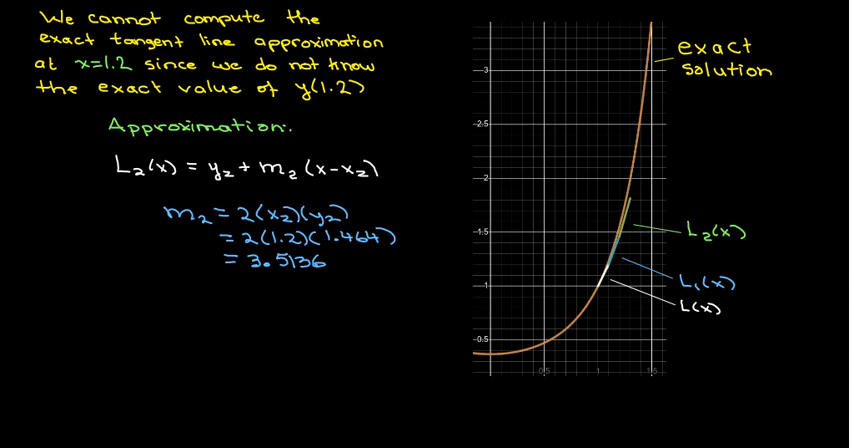 We cannot compute the
exact tangent line approximation
at x=1.2 since we do not know
the exact value of y(1.2)
Approximation:
L₂(x) = y₂ + m₂ (x-x₂)
m₂ = 2(x₂)(y₂)
= 2(1.2)(1.464)
= 3.5136
exact
solution
3
2.5
2
1.5
1
0.5
0.5
1
1.5
L₂(x)
L₁(x)
L(x)